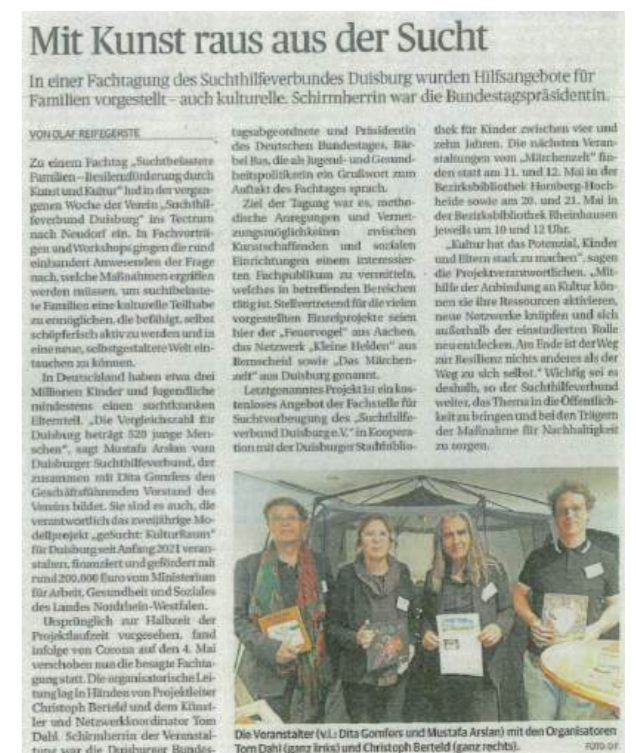 Mit Kunst raus aus der Sucht
In einer Fachtagung des Suchthilfeverbundes Duisburg wurden Hilfsangebote für
Familien vorgestellt – auch kulturelle. Schirmherrin war die Bundestagspräsidentin.
VON OLAF REIFEGERSTE
Zu einem Fachtag „Suchtbelastete
Familien – Resilienzförderung durch
Kunst und Kultur“ lud in der vergan-
genen Woche der Verein „Suchthil-
feverbund Duisburg“ ins Tectrum
nach Neudorf ein. In Fachvorträ-
gen und Workshops gingen die rund
einhundert Anwesenden der Frage
nach, welche Maßnahmen ergriffen
werden müssen, um suchtbelaste-
te Familien eine kulturelle Teilhabe
zu ermöglichen, die befähigt, selbst
schöpferisch aktiv zu werden und in
eine neue, selbstgestaltete Welt ein-
tauchen zu können.
In Deutschland haben etwa drei
Millionen Kinder und Jugendliche
mindestens einen suchtkranken
Elternteil. „Die Vergleichszahl für
Duisburg beträgt 520 junge Men-
schen“, sagt Mustafa Arslan vom
Duisburger Suchthilfeverbund, der
zusammen mit Dita Gomfers den
Geschäftsführenden Vorstand des
Vereins bildet. Sie sind es auch, die
verantwortlich das zweijährige Mo-
dellprojekt „geSucht: KulturRaum“
für Duisburg seit Anfang 2021 veran-
stalten, finanziert und gefördert mit
rund 200.000 Euro vom Ministerium
für Arbeit, Gesundheit und Soziales
des Landes Nordrhein-Westfalen.
Ursprünglich zur Halbzeit der
Projektlaufzeit vorgesehen, fand
infolge von Corona auf den 4. Mai
verschoben nun die besagte Fachta-
gung statt. Die organisatorische Lei-
tung lag in Händen von Projektleiter
Christoph Berteld und dem Künst-
ler und Netzwerkkoordinator Tom
Dahl. Schirmherrin der Veranstal-
tung war die Duisburger Bundes-
tagsabgeordnete und Präsidentin
des Deutschen Bundestages, Bär-
bel Bas, die als Jugend- und Gesund-
heitspolitikerin ein Grußwort zum
Auftakt des Fachtages sprach.
Ziel der Tagung war es, metho-
dische Anregungen und Vernet-
zungsmöglichkeiten zwischen
Kunstschaffenden und sozialen
Einrichtungen einem interessier-
ten Fachpublikum zu vermitteln,
welches in betreffenden Bereichen
tätig ist. Stellvertretend für die vielen
vorgestellten Einzelprojekte seien
hier der „Feuervogel“ aus Aachen,
das Netzwerk „Kleine Helden“ aus
Remscheid sowie „Das Märchen-
zelt“ aus Duisburg genannt.
Letztgenanntes Projekt ist ein kos-
tenloses Angebot der Fachstelle für
Suchtvorbeugung des „Suchthilfe-
verbund Duisburg e.V.“ in Koopera-
tion mit der Duisburger Stadtbiblio-
thek für Kinder zwischen vier und
zehn Jahren. Die nächsten Veran-
staltungen vom „Märchenzelt“ fin-
den statt am 11. und 12. Mai in der
Bezirksbibliothek Homberg-Hoch-
heide sowie am 20. und 21. Mai in
der Bezirksbibliothek Rheinhausen
jeweils um 10 und 12 Uhr.
„Kultur hat das Potenzial, Kinder
und Eltern stark zu machen“, sagen
die Projektverantwortlichen. „Mit-
hilfe der Anbindung an Kultur kön-
nen sie ihre Ressourcen aktivieren,
neue Netzwerke knüpfen und sich
außerhalb der einstudierten Rolle
neu entdecken. Am Ende ist der Weg
zur Resilienz nichts anderes als der
Weg zu sich selbst.“ Wichtig sei es
deshalb, so der Suchthilfeverbund
weiter, das Thema in die Öffentlich-
keit zu bringen und bei den Trägern
der Maßnahme für Nachhaltigkeit
zu sorgen.
Die Veranstalter (v.l.: Dita Gomfers und Mustafa Arslan) mit den Organisatoren
Tom Dahl (ganz links) und Christoph Berteld (ganz rechts).